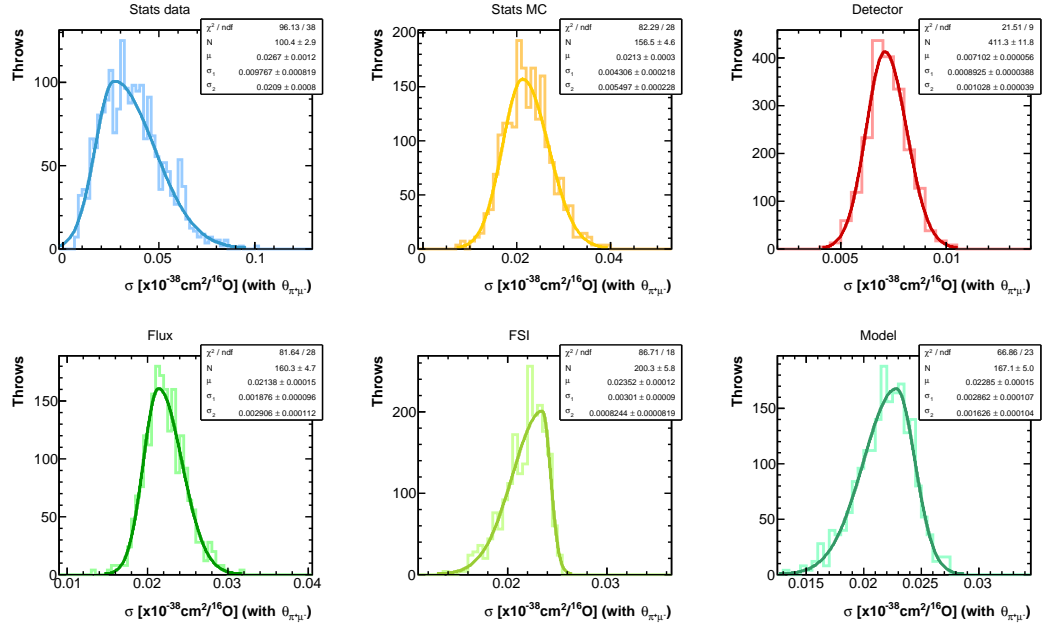 Stats data
χ² / ndf 96.13 / 38
N 100.4 ± 2.9
μ 0.0267 ± 0.0012
σ₁ 0.009767 ± 0.000819
σ₂ 0.0209 ± 0.0008
Throws
100
50
0
0 0.05 0.1
σ [x10⁻³⁸cm²/¹⁶O] (with θπ⁺μ⁻)
Stats MC
χ² / ndf 82.29 / 28
N 156.5 ± 4.6
μ 0.0213 ± 0.0003
σ₁ 0.004306 ± 0.000218
σ₂ 0.005497 ± 0.000228
Throws
200
150
100
50
0
0 0.02 0.04
σ [x10⁻³⁸cm²/¹⁶O] (with θπ⁺μ⁻)
Detector
χ² / ndf 21.51 / 9
N 411.3 ± 11.8
μ 0.007102 ± 0.000056
σ₁ 0.0008925 ± 0.0000388
σ₂ 0.001028 ± 0.000039
Throws
400
300
200
100
0
0.005 0.01
σ [x10⁻³⁸cm²/¹⁶O] (with θπ⁺μ⁻)
Flux
χ² / ndf 81.64 / 28
N 160.3 ± 4.7
μ 0.02138 ± 0.00015
σ₁ 0.001876 ± 0.000096
σ₂ 0.002906 ± 0.000112
Throws
150
100
50
0
0.01 0.02 0.03 0.04
σ [x10⁻³⁸cm²/¹⁶O] (with θπ⁺μ⁻)
FSI
χ² / ndf 86.71 / 18
N 200.3 ± 5.8
μ 0.02352 ± 0.00012
σ₁ 0.00301 ± 0.00009
σ₂ 0.0008244 ± 0.0000819
Throws
200
100
0
0.02 0.03
σ [x10⁻³⁸cm²/¹⁶O] (with θπ⁺μ⁻)
Model
χ² / ndf 66.86 / 23
N 167.1 ± 5.0
μ 0.02285 ± 0.00015
σ₁ 0.002862 ± 0.000107
σ₂ 0.001626 ± 0.000104
Throws
150
100
50
0
0.015 0.02 0.025 0.03
σ [x10⁻³⁸cm²/¹⁶O] (with θπ⁺μ⁻)